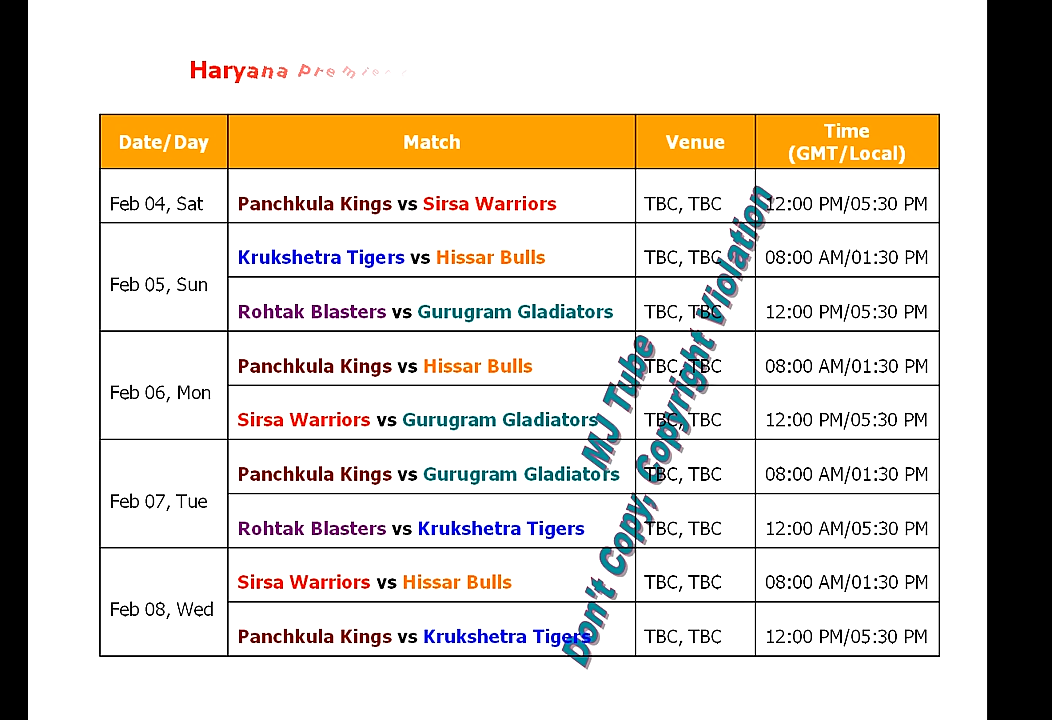 Haryana Premier
Date/Day Match Venue Time (GMT/Local)
Feb 04, Sat Panchkula Kings vs Sirsa Warriors TBC, TBC 12:00 PM/05:30 PM
Feb 05, Sun Krukshetra Tigers vs Hissar Bulls TBC, TBC 08:00 AM/01:30 PM
Rohtak Blasters vs Gurugram Gladiators TBC, TBC 12:00 PM/05:30 PM
Feb 06, Mon Panchkula Kings vs Hissar Bulls TBC, TBC 08:00 AM/01:30 PM
Sirsa Warriors vs Gurugram Gladiators TBC, TBC 12:00 PM/05:30 PM
Feb 07, Tue Panchkula Kings vs Gurugram Gladiators TBC, TBC 08:00 AM/01:30 PM
Rohtak Blasters vs Krukshetra Tigers TBC, TBC 12:00 AM/05:30 PM
Feb 08, Wed Sirsa Warriors vs Hissar Bulls TBC, TBC 08:00 AM/01:30 PM
Panchkula Kings vs Krukshetra Tigers TBC, TBC 12:00 PM/05:30 PM
MJ Tube
Don't Copy, Copyright Violation